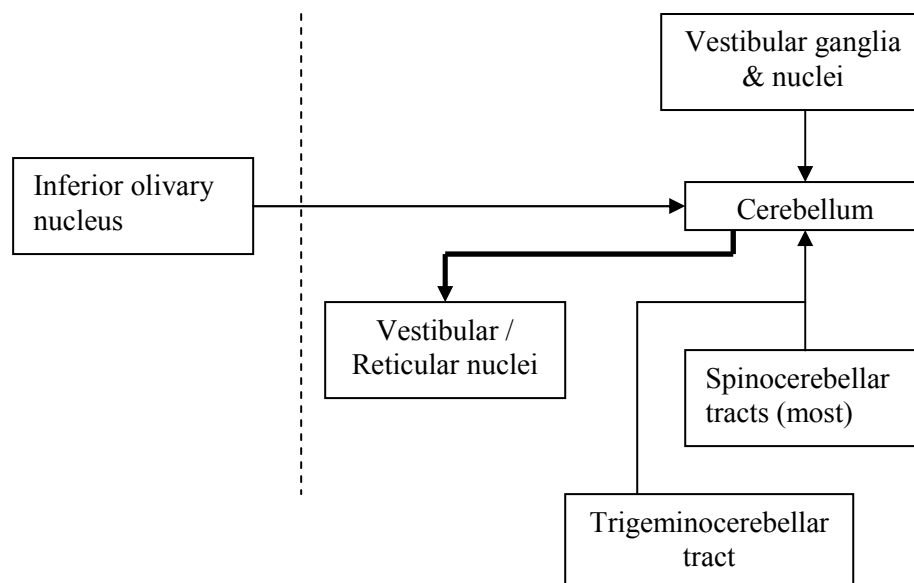 Vestibular ganglia
& nuclei
Inferior olivary
nucleus
Cerebellum
Vestibular /
Reticular nuclei
Spinocerebellar
tracts (most)
Trigeminocerebellar
tract